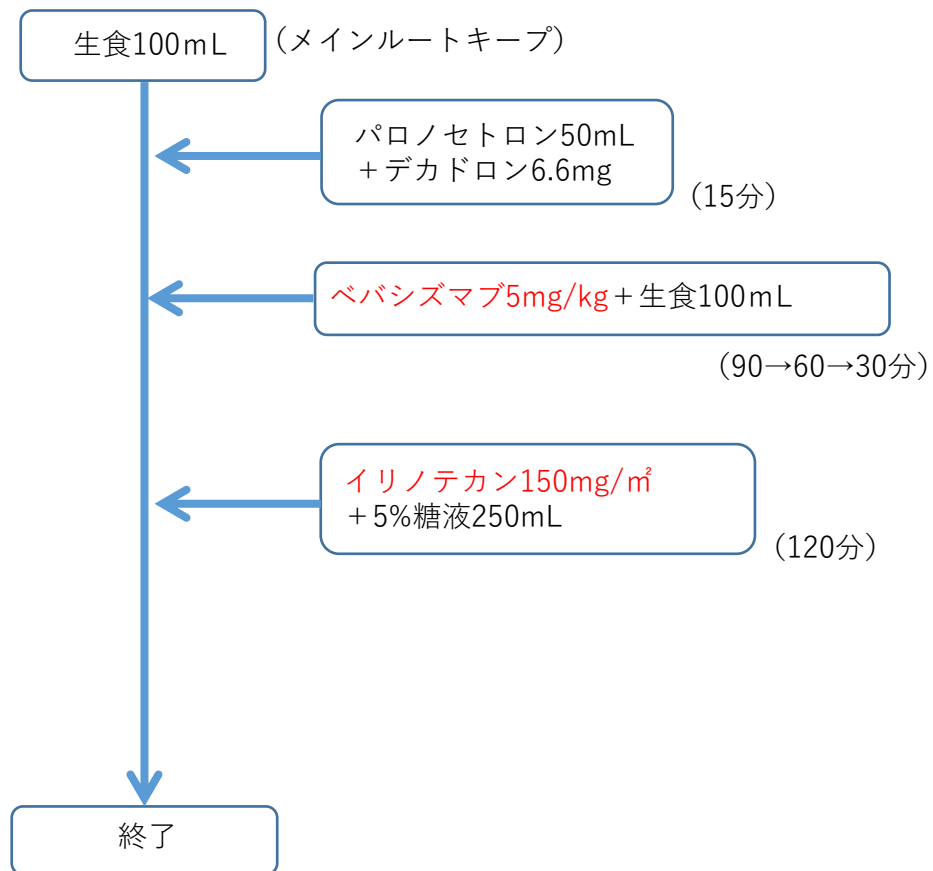 生食100mL
(メインルートキープ)
パロノセトロン50mL
+デカドロン6.6mg
(15分)
ベバシズマブ5mg/kg+生食100mL
(90→60→30分)
イリノテカン150mg/㎡
+5%糖液250mL
(120分)
終了